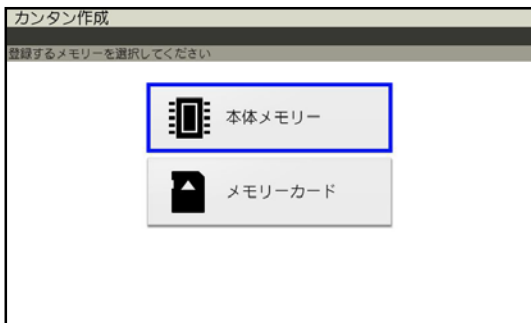 カンタン作成
登録するメモリーを選択してください
本体メモリー
メモリーカード